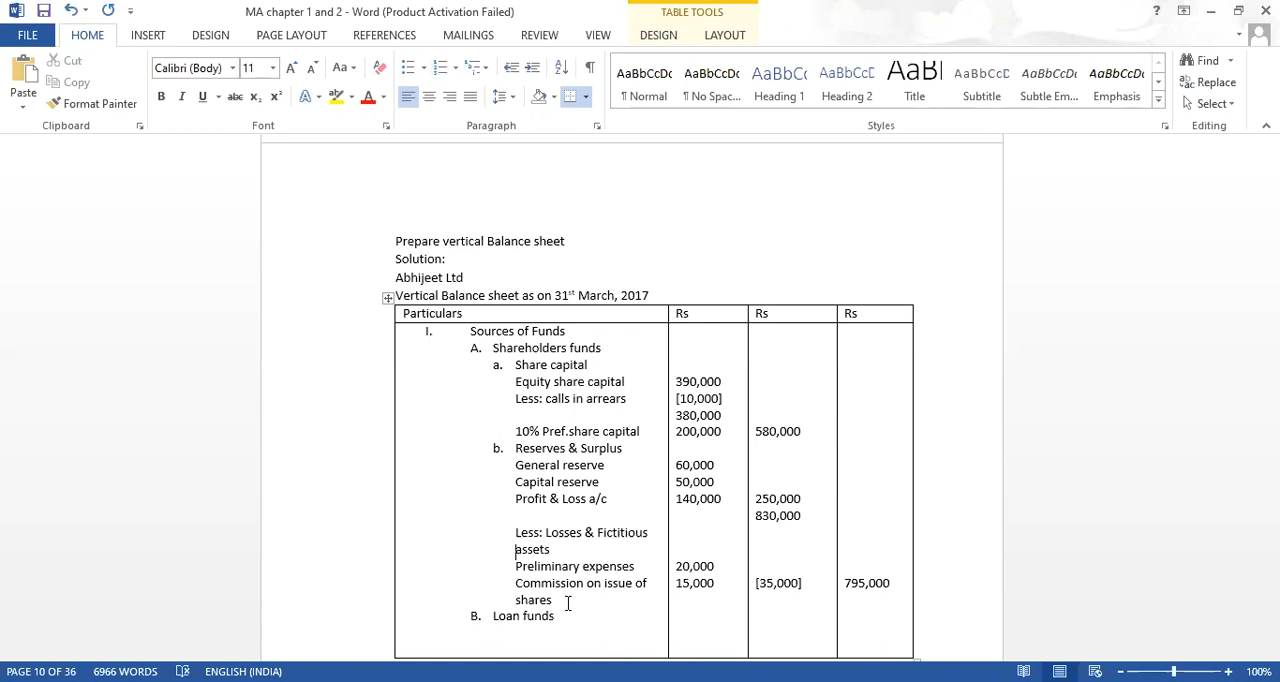 MA chapter 1 and 2 - Word (Product Activation Failed)
TABLE TOOLS
?
FILE
HOME
INSERT
DESIGN
PAGE LAYOUT
REFERENCES
MAILINGS
REVIEW
VIEW
DESIGN
LAYOUT
Paste
Cut
Copy
Format Painter
Clipboard
Calibri (Body)
11
Font
Paragraph
AaBbCcDc
¶ Normal
AaBbCcDc
¶ No Spac...
AaBbCc
Heading 1
AaBbCcD
Heading 2
AaBl
Title
AaBbCcD
Subtitle
AaBbCcDc
Subtle Em...
AaBbCcDc
Emphasis
Styles
Find
Replace
Select
Editing
Prepare vertical Balance sheet
Solution:
Abhijeet Ltd
Vertical Balance sheet as on 31st March, 2017
Particulars Rs Rs Rs
I. Sources of Funds
A. Shareholders funds
a. Share capital
Equity share capital 390,000
Less: calls in arrears [10,000]
380,000
10% Pref.share capital 200,000 580,000
b. Reserves & Surplus
General reserve 60,000
Capital reserve 50,000
Profit & Loss a/c 140,000 250,000
830,000
Less: Losses & Fictitious
assets
Preliminary expenses 20,000
Commission on issue of 15,000 [35,000] 795,000
shares
B. Loan funds
PAGE 10 OF 36
6966 WORDS
ENGLISH (INDIA)
100%